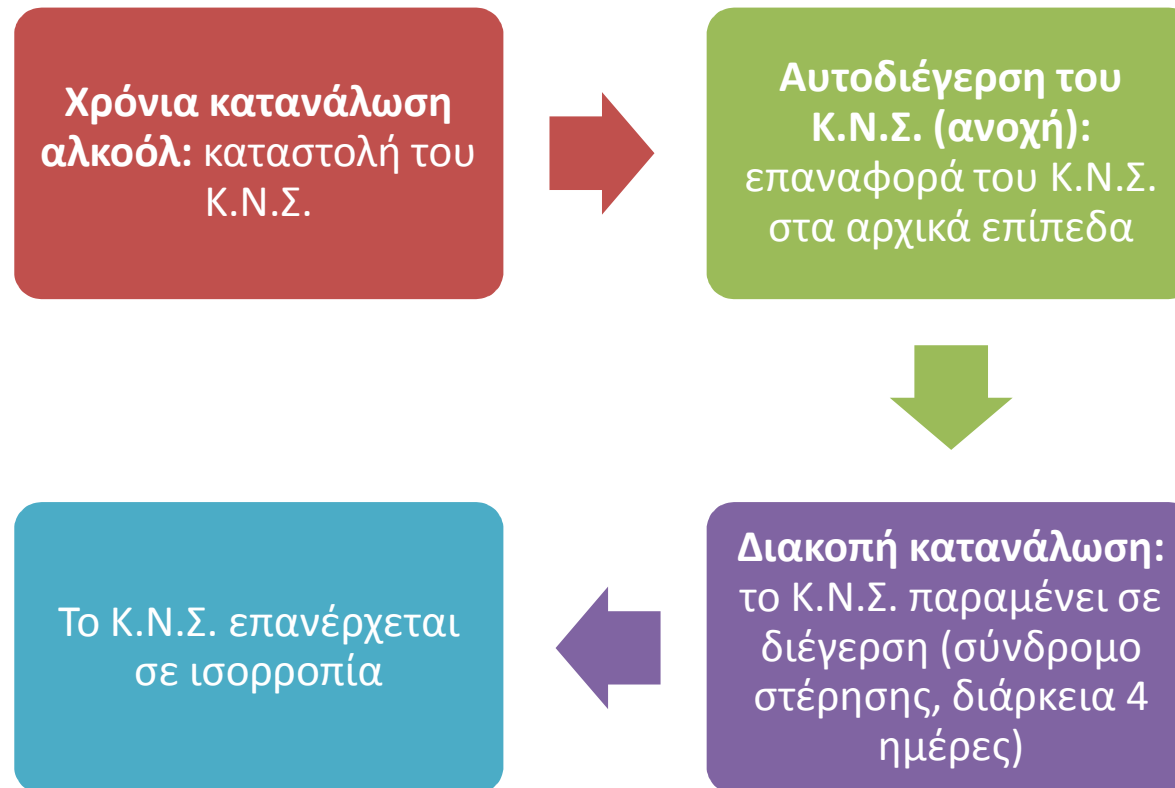 Χρόνια κατανάλωση
αλκοόλ: καταστολή του
Κ.Ν.Σ.
Αυτοδιέγερση του
Κ.Ν.Σ. (ανοχή):
επαναφορά του Κ.Ν.Σ.
στα αρχικά επίπεδα
Διακοπή κατανάλωση:
το Κ.Ν.Σ. παραμένει σε
διέγερση (σύνδρομο
στέρησης, διάρκεια 4
ημέρες)
Το Κ.Ν.Σ. επανέρχεται
σε ισορροπία